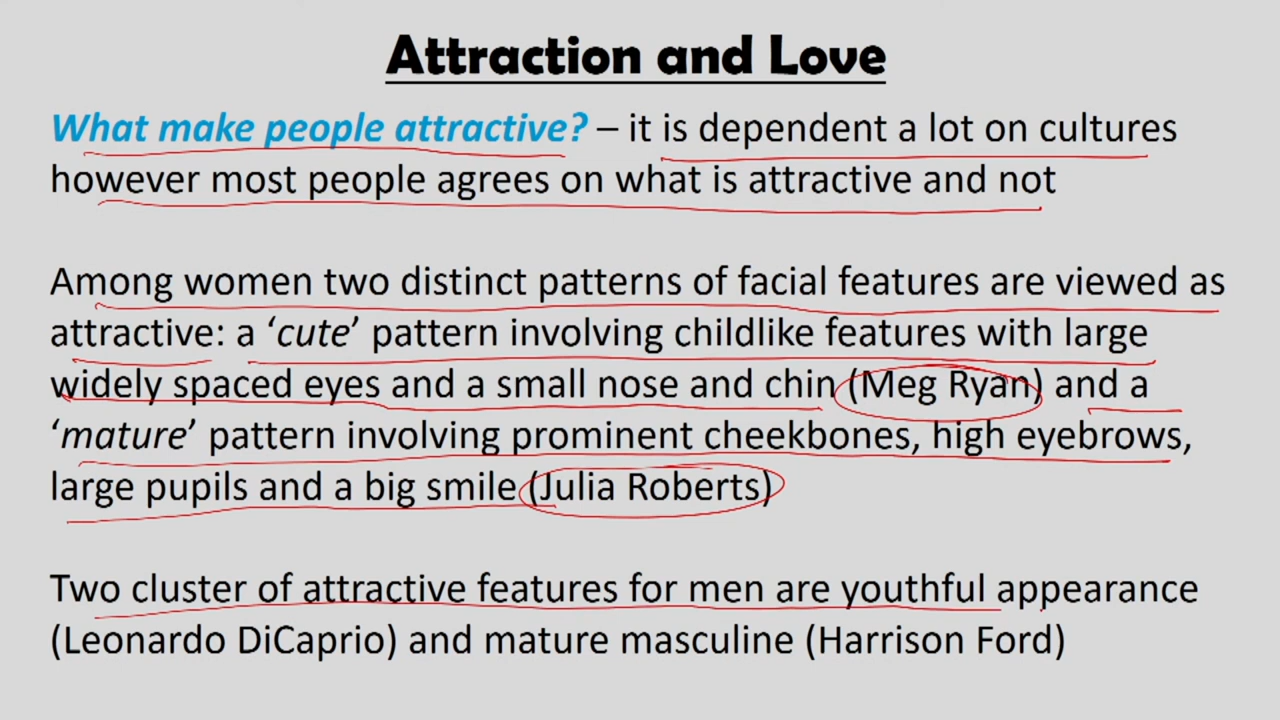 Attraction and Love
What make people attractive? – it is dependent a lot on cultures
however most people agrees on what is attractive and not
Among women two distinct patterns of facial features are viewed as
attractive: a ‘cute’ pattern involving childlike features with large
widely spaced eyes and a small nose and chin (Meg Ryan) and a
‘mature’ pattern involving prominent cheekbones, high eyebrows,
large pupils and a big smile (Julia Roberts)
Two cluster of attractive features for men are youthful appearance
(Leonardo DiCaprio) and mature masculine (Harrison Ford)